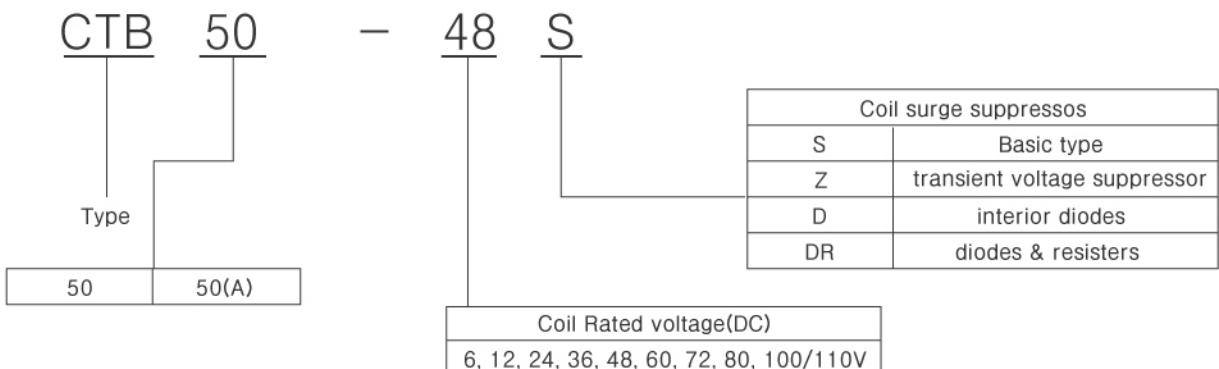 CTB 50 - 48 S
Coil surge suppressos
S Basic type
Z transient voltage suppressor
D interior diodes
DR diodes & resisters
Type
50 50(A)
Coil Rated voltage(DC)
6, 12, 24, 36, 48, 60, 72, 80, 100/110V